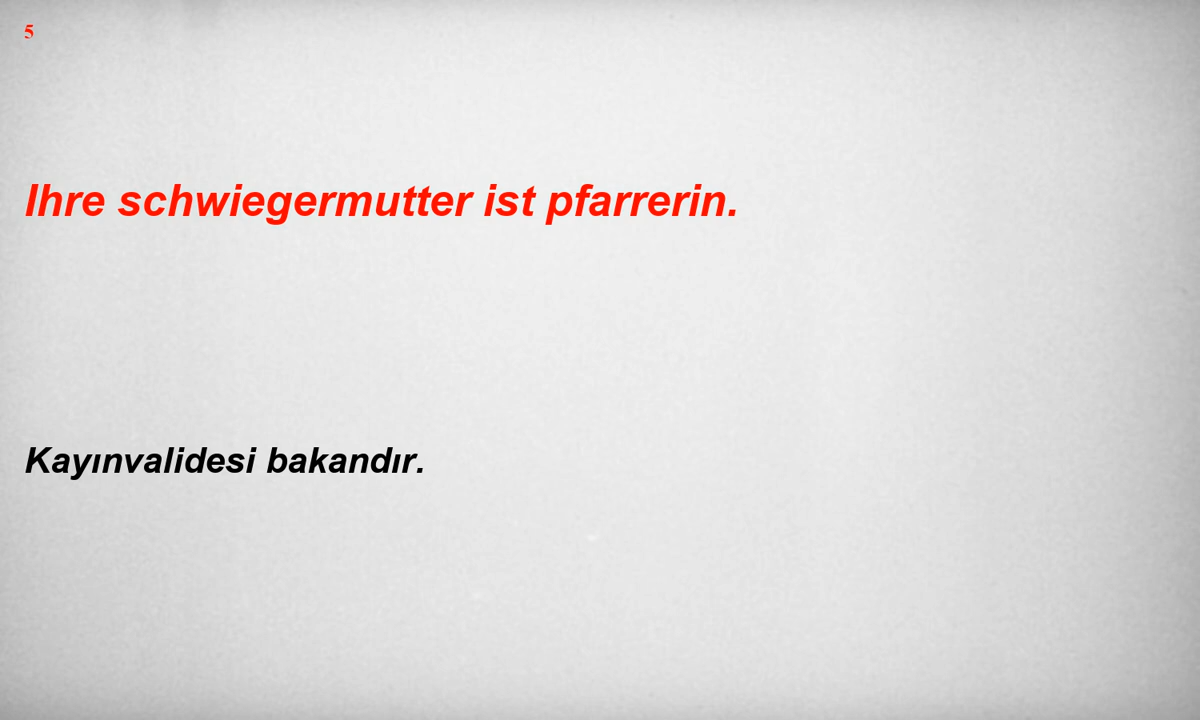 5
Ihre schwiegermutter ist pfarrerin.
Kayınvalidesi bakandır.